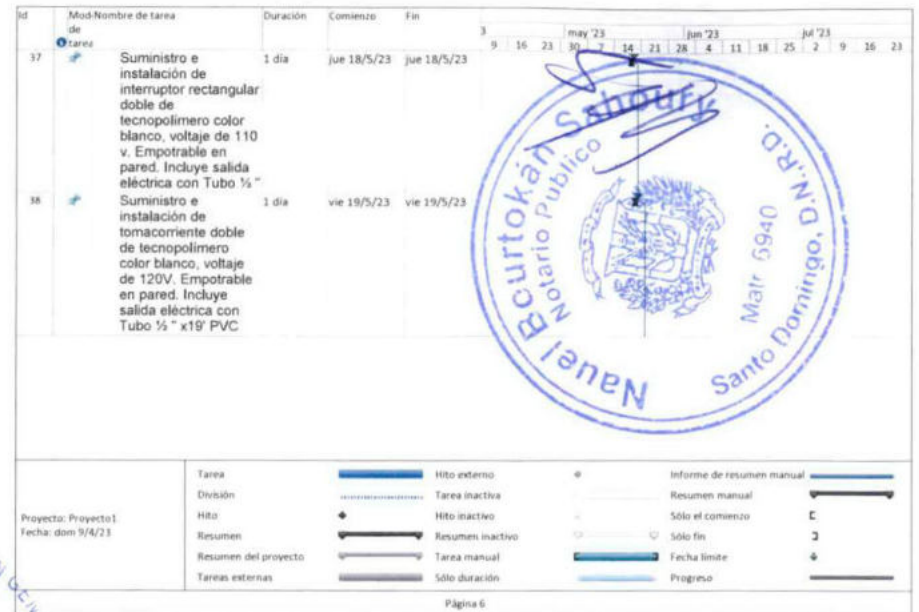 Id Mod Nombre de tarea Duración Comienzo Fin
de
tarea
3 may '23 jun '23 jul '23
9 16 23 30 7 14 21 28 4 11 18 25 2 9 16 23
37 Suministro e 1 día jue 18/5/23 jue 18/5/23
instalación de
interruptor rectangular
doble de
tecnopolímero color
blanco, voltaje de 110
v. Empotrable en
pared. Incluye salida
eléctrica con Tubo ½ "
38 Suministro e 1 día vie 19/5/23 vie 19/5/23
instalación de
tomacorriente doble
de tecnopolímero
color blanco, voltaje
de 120V. Empotrable
en pared. Incluye
salida eléctrica con
Tubo ½ " x19' PVC
Nauel Bcurtokán Sahoury
Notario Publico
Matr 6940
Santo Domingo, D.N., R.D.
Proyecto: Proyecto1
Fecha: dom 9/4/23
Tarea Hito externo Informe de resumen manual
División Tarea inactiva Resumen manual
Hito Hito inactivo Sólo el comienzo
Resumen Resumen inactivo Sólo fin
Resumen del proyecto Tarea manual Fecha límite
Tareas externas Sólo duración Progreso
Página 6